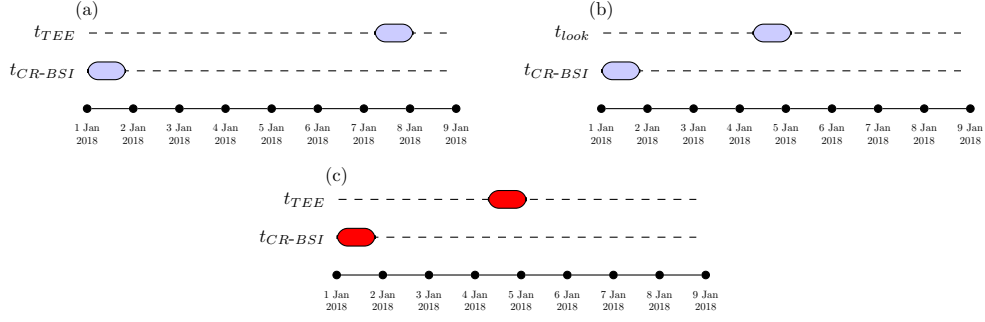 (a)
t_TEE
t_CR-BSI
1 Jan 2 Jan 3 Jan 4 Jan 5 Jan 6 Jan 7 Jan 8 Jan 9 Jan
2018 2018 2018 2018 2018 2018 2018 2018 2018
(b)
t_look
t_CR-BSI
1 Jan 2 Jan 3 Jan 4 Jan 5 Jan 6 Jan 7 Jan 8 Jan 9 Jan
2018 2018 2018 2018 2018 2018 2018 2018 2018
(c)
t_TEE
t_CR-BSI
1 Jan 2 Jan 3 Jan 4 Jan 5 Jan 6 Jan 7 Jan 8 Jan 9 Jan
2018 2018 2018 2018 2018 2018 2018 2018 2018